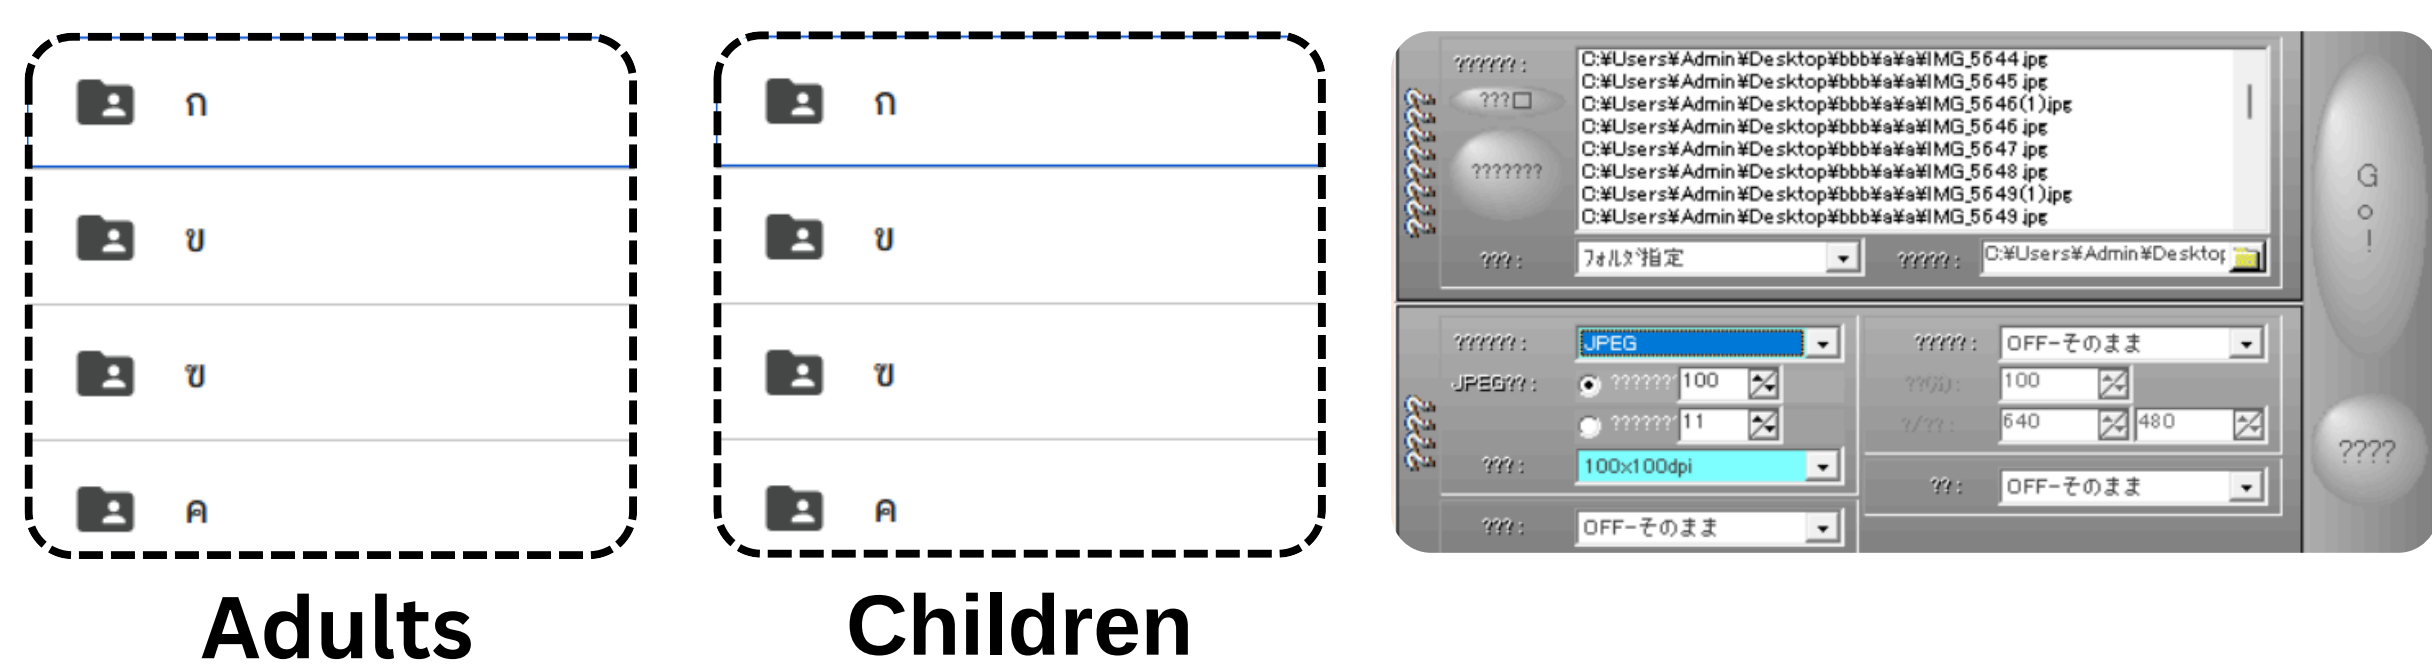 ก
ข
ฃ
ค
Adults
ก
ข
ฃ
ค
Children
?????? :
C:¥Users¥Admin¥Desktop¥bbb¥a¥a¥IMG_5644.jpg
C:¥Users¥Admin¥Desktop¥bbb¥a¥a¥IMG_5645.jpg
???□
C:¥Users¥Admin¥Desktop¥bbb¥a¥a¥IMG_5646(1).jpg
C:¥Users¥Admin¥Desktop¥bbb¥a¥a¥IMG_5646.jpg
C:¥Users¥Admin¥Desktop¥bbb¥a¥a¥IMG_5647.jpg
???????
C:¥Users¥Admin¥Desktop¥bbb¥a¥a¥IMG_5648.jpg
C:¥Users¥Admin¥Desktop¥bbb¥a¥a¥IMG_5649(1).jpg
C:¥Users¥Admin¥Desktop¥bbb¥a¥a¥IMG_5649.jpg
??? : フォルダ指定 ????? : C:¥Users¥Admin¥Desktop
Go!
?????? : JPEG ????? : OFF-そのまま
JPEG?? : ?????? 100 ??(%) : 100
?????? 11 ?/?? : 640 480
??? : 100x100dpi ?? : OFF-そのまま
????
??? : OFF-そのまま